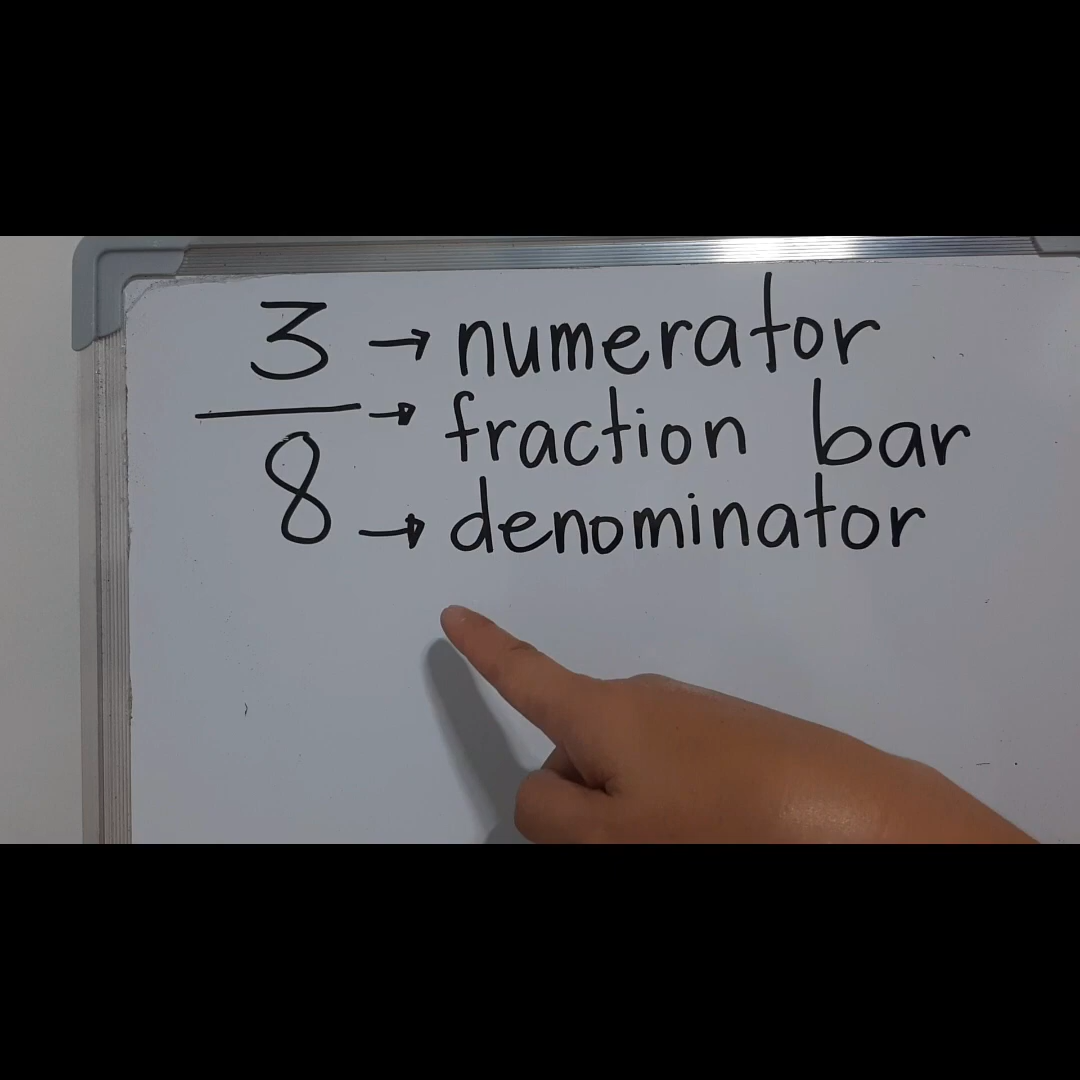 3 → numerator
— → fraction bar
8 → denominator